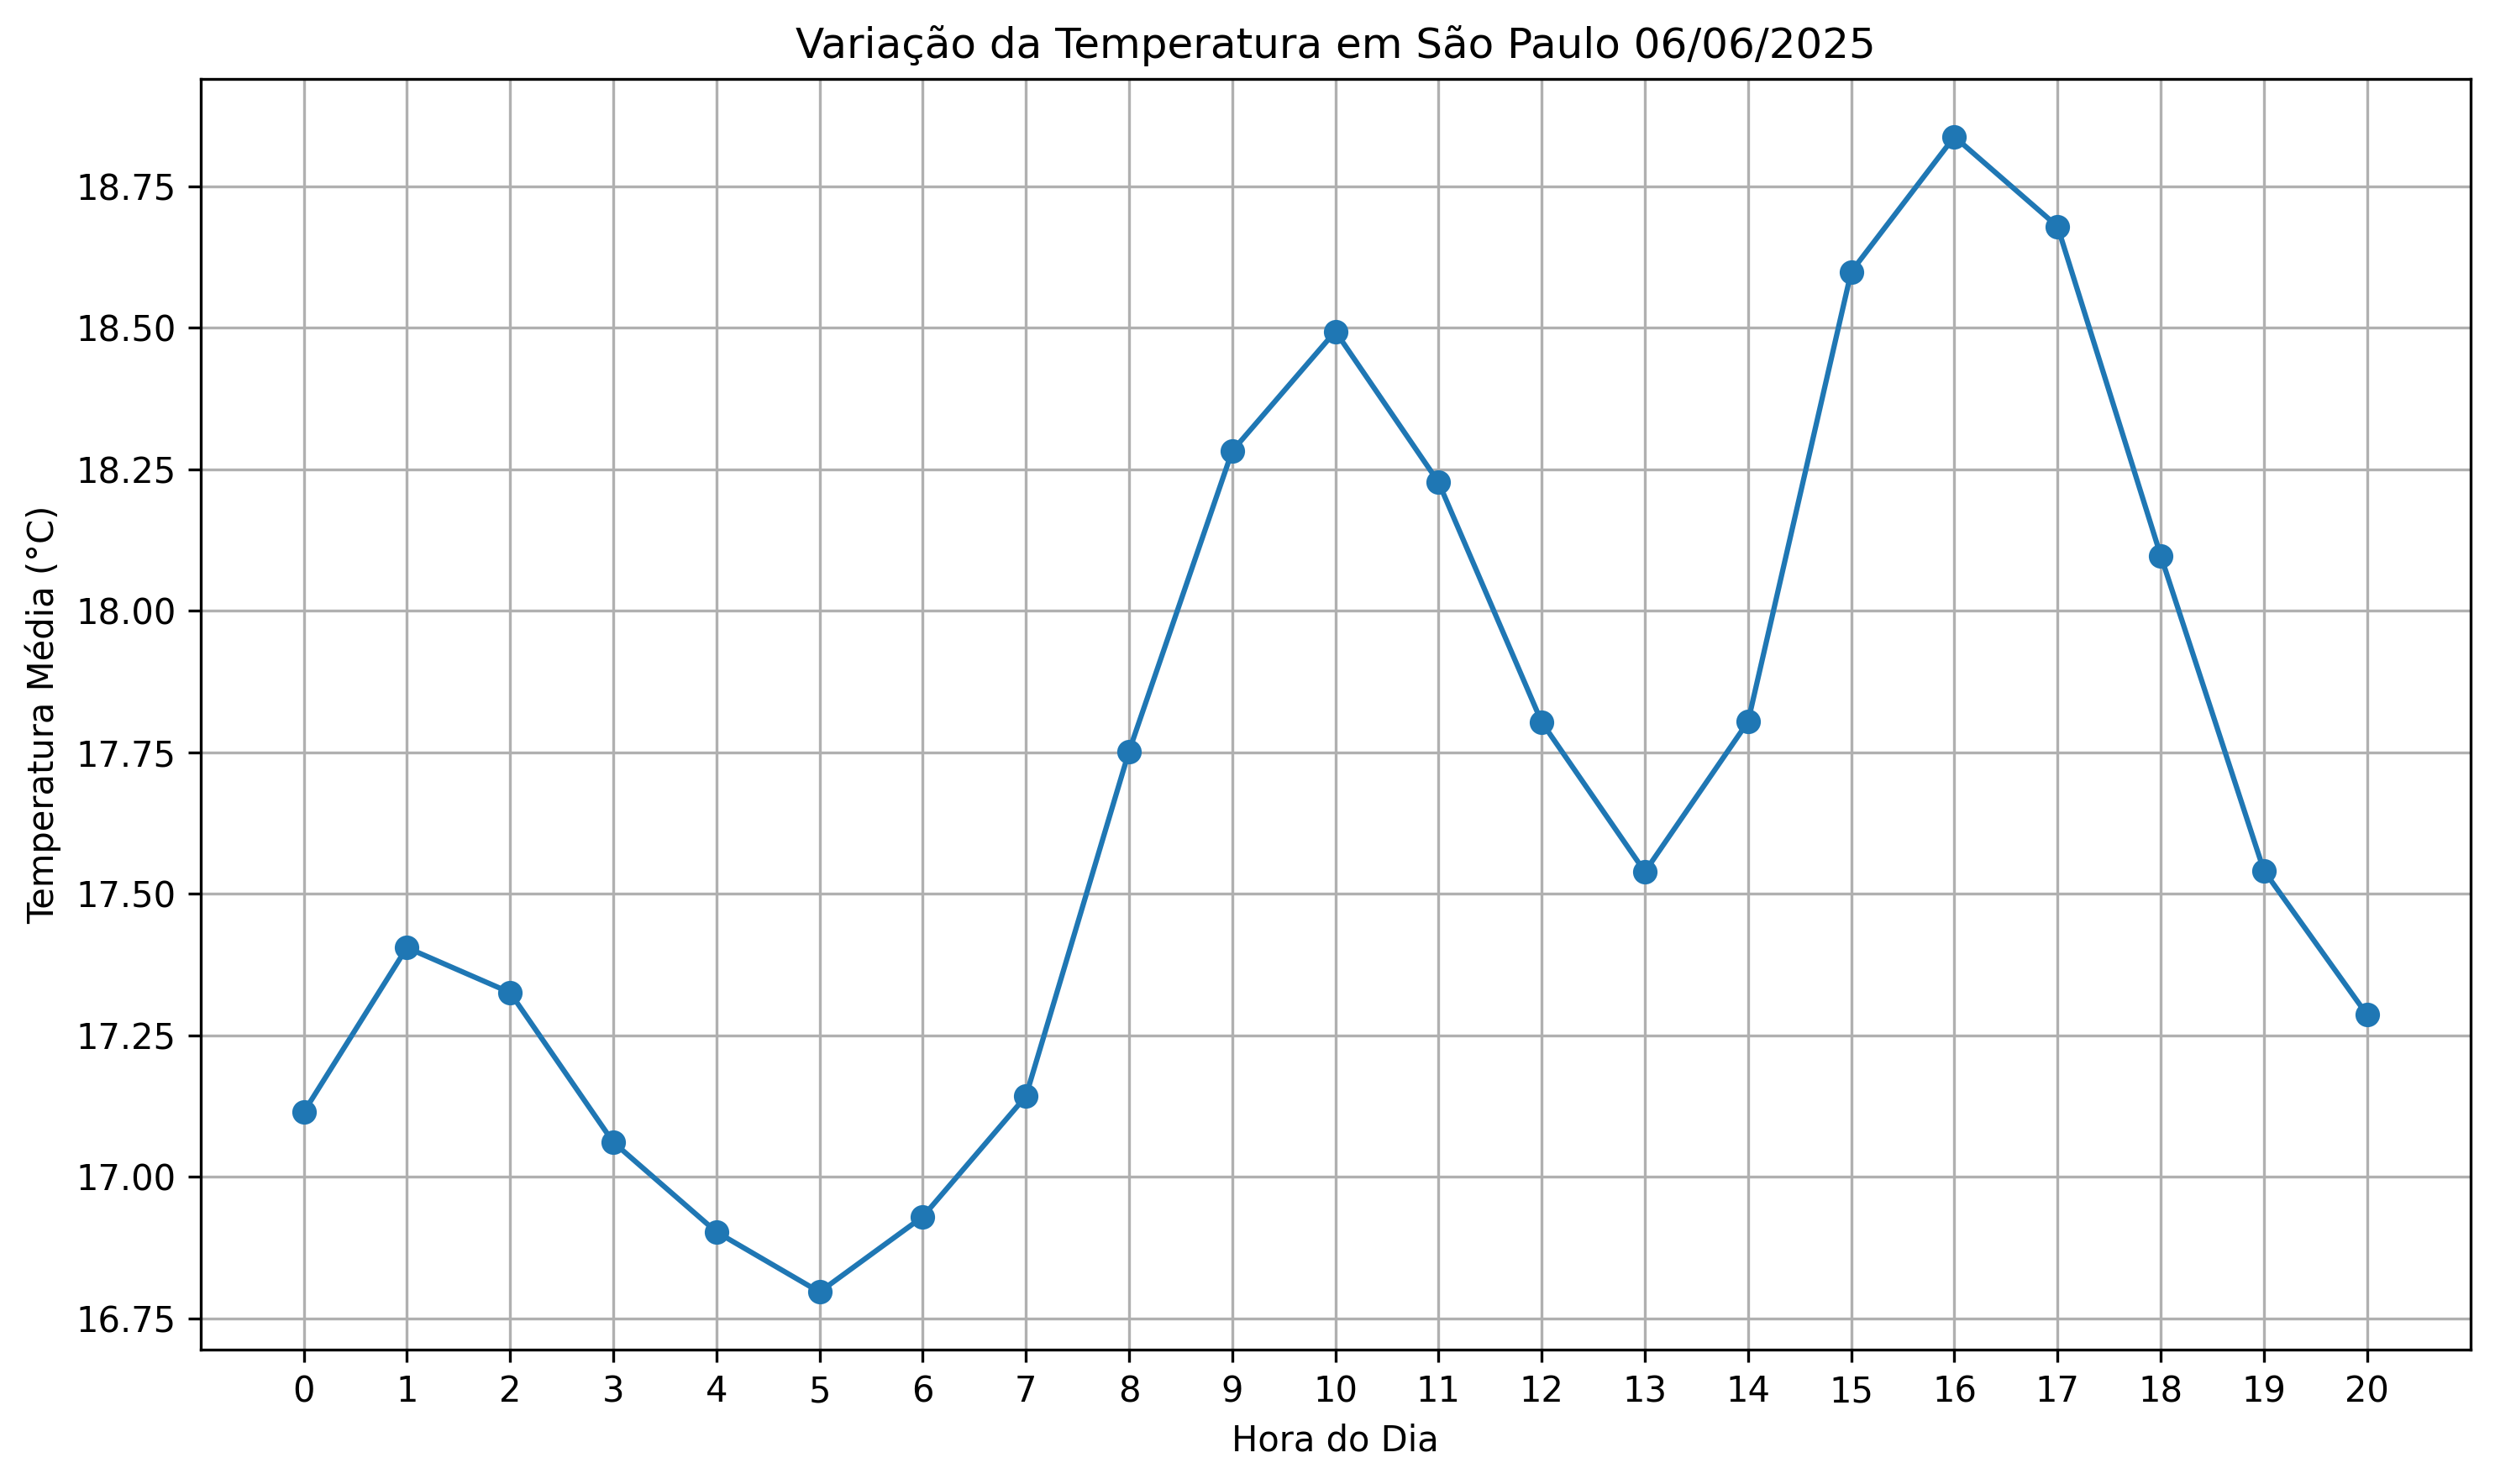 Variação da Temperatura em São Paulo 06/06/2025
Temperatura Média (°C)
18.75
18.50
18.25
18.00
17.75
17.50
17.25
17.00
16.75
0 1 2 3 4 5 6 7 8 9 10 11 12 13 14 15 16 17 18 19 20
Hora do Dia